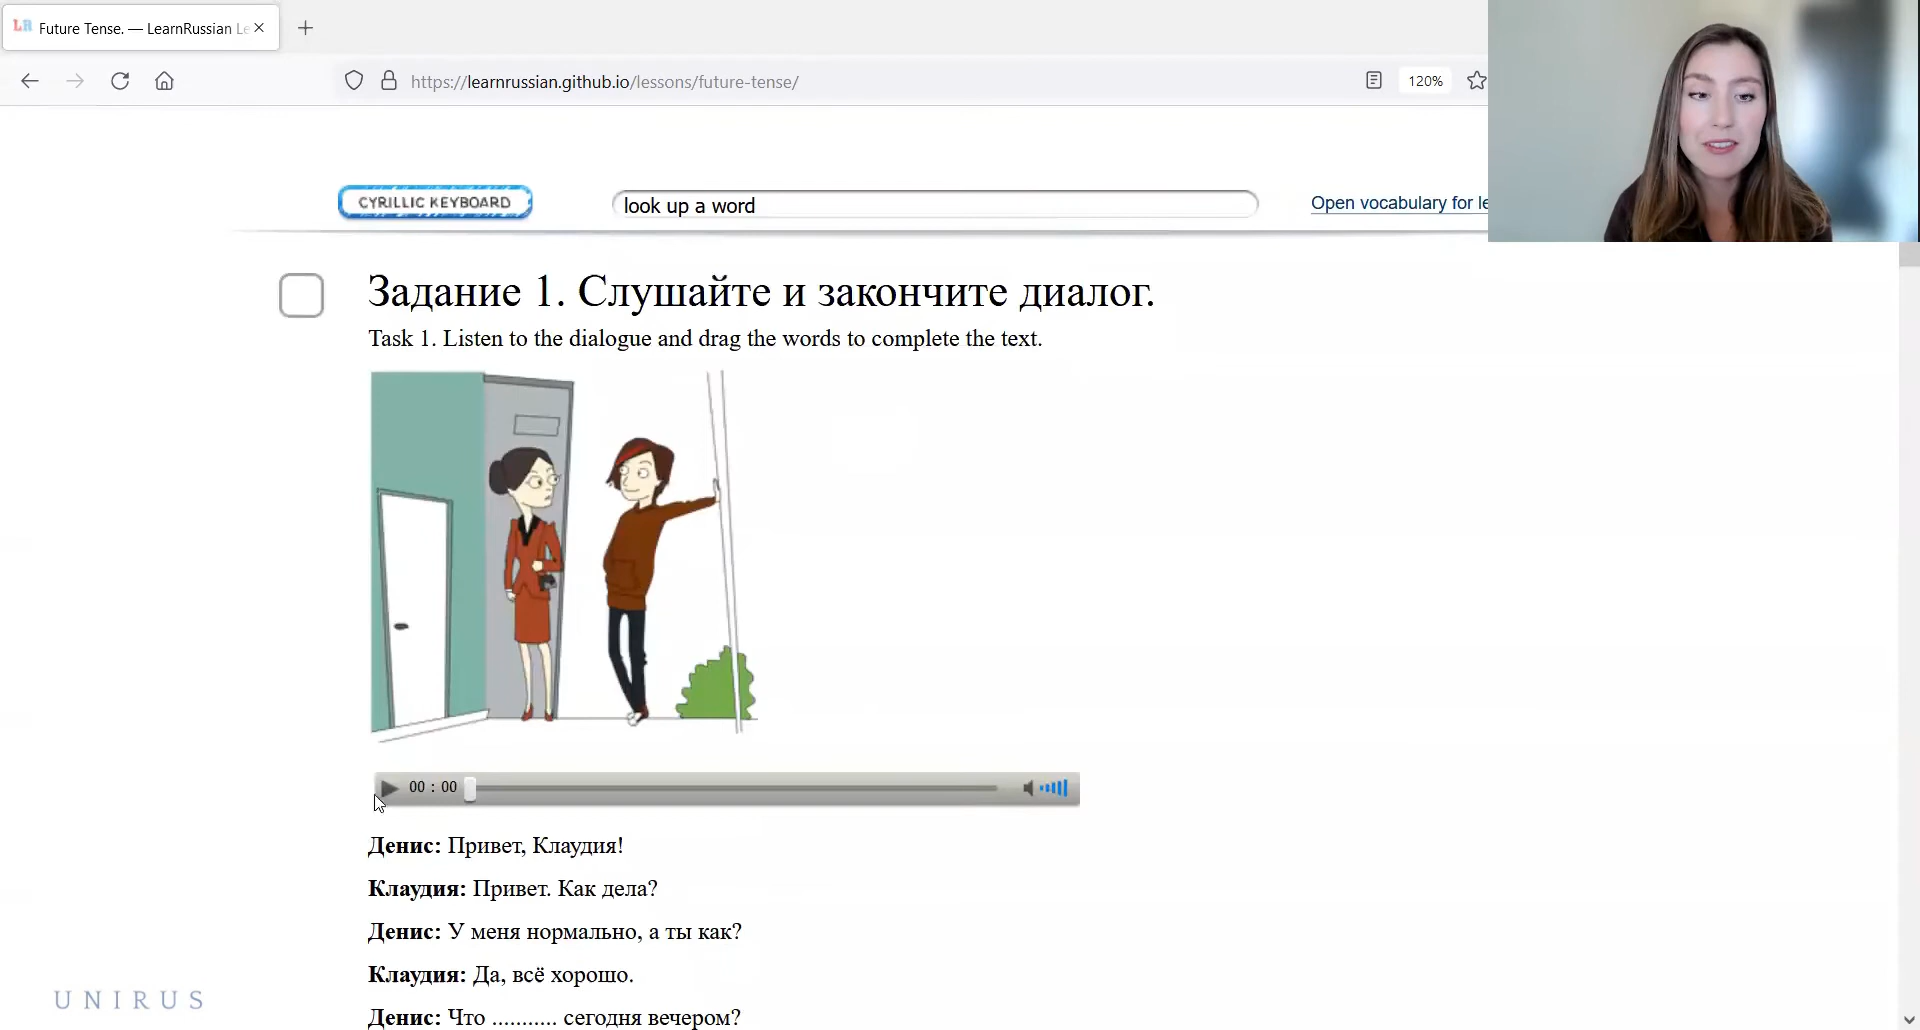 LR Future Tense. — LearnRussian Le
https://learnrussian.github.io/lessons/future-tense/
120%
CYRILLIC KEYBOARD
look up a word
Open vocabulary for le
Задание 1. Слушайте и закончите диалог.
Task 1. Listen to the dialogue and drag the words to complete the text.
00 : 00
Денис: Привет, Клаудия!
Клаудия: Привет. Как дела?
Денис: У меня нормально, а ты как?
Клаудия: Да, всё хорошо.
Денис: Что ........... сегодня вечером?
UNIRUS